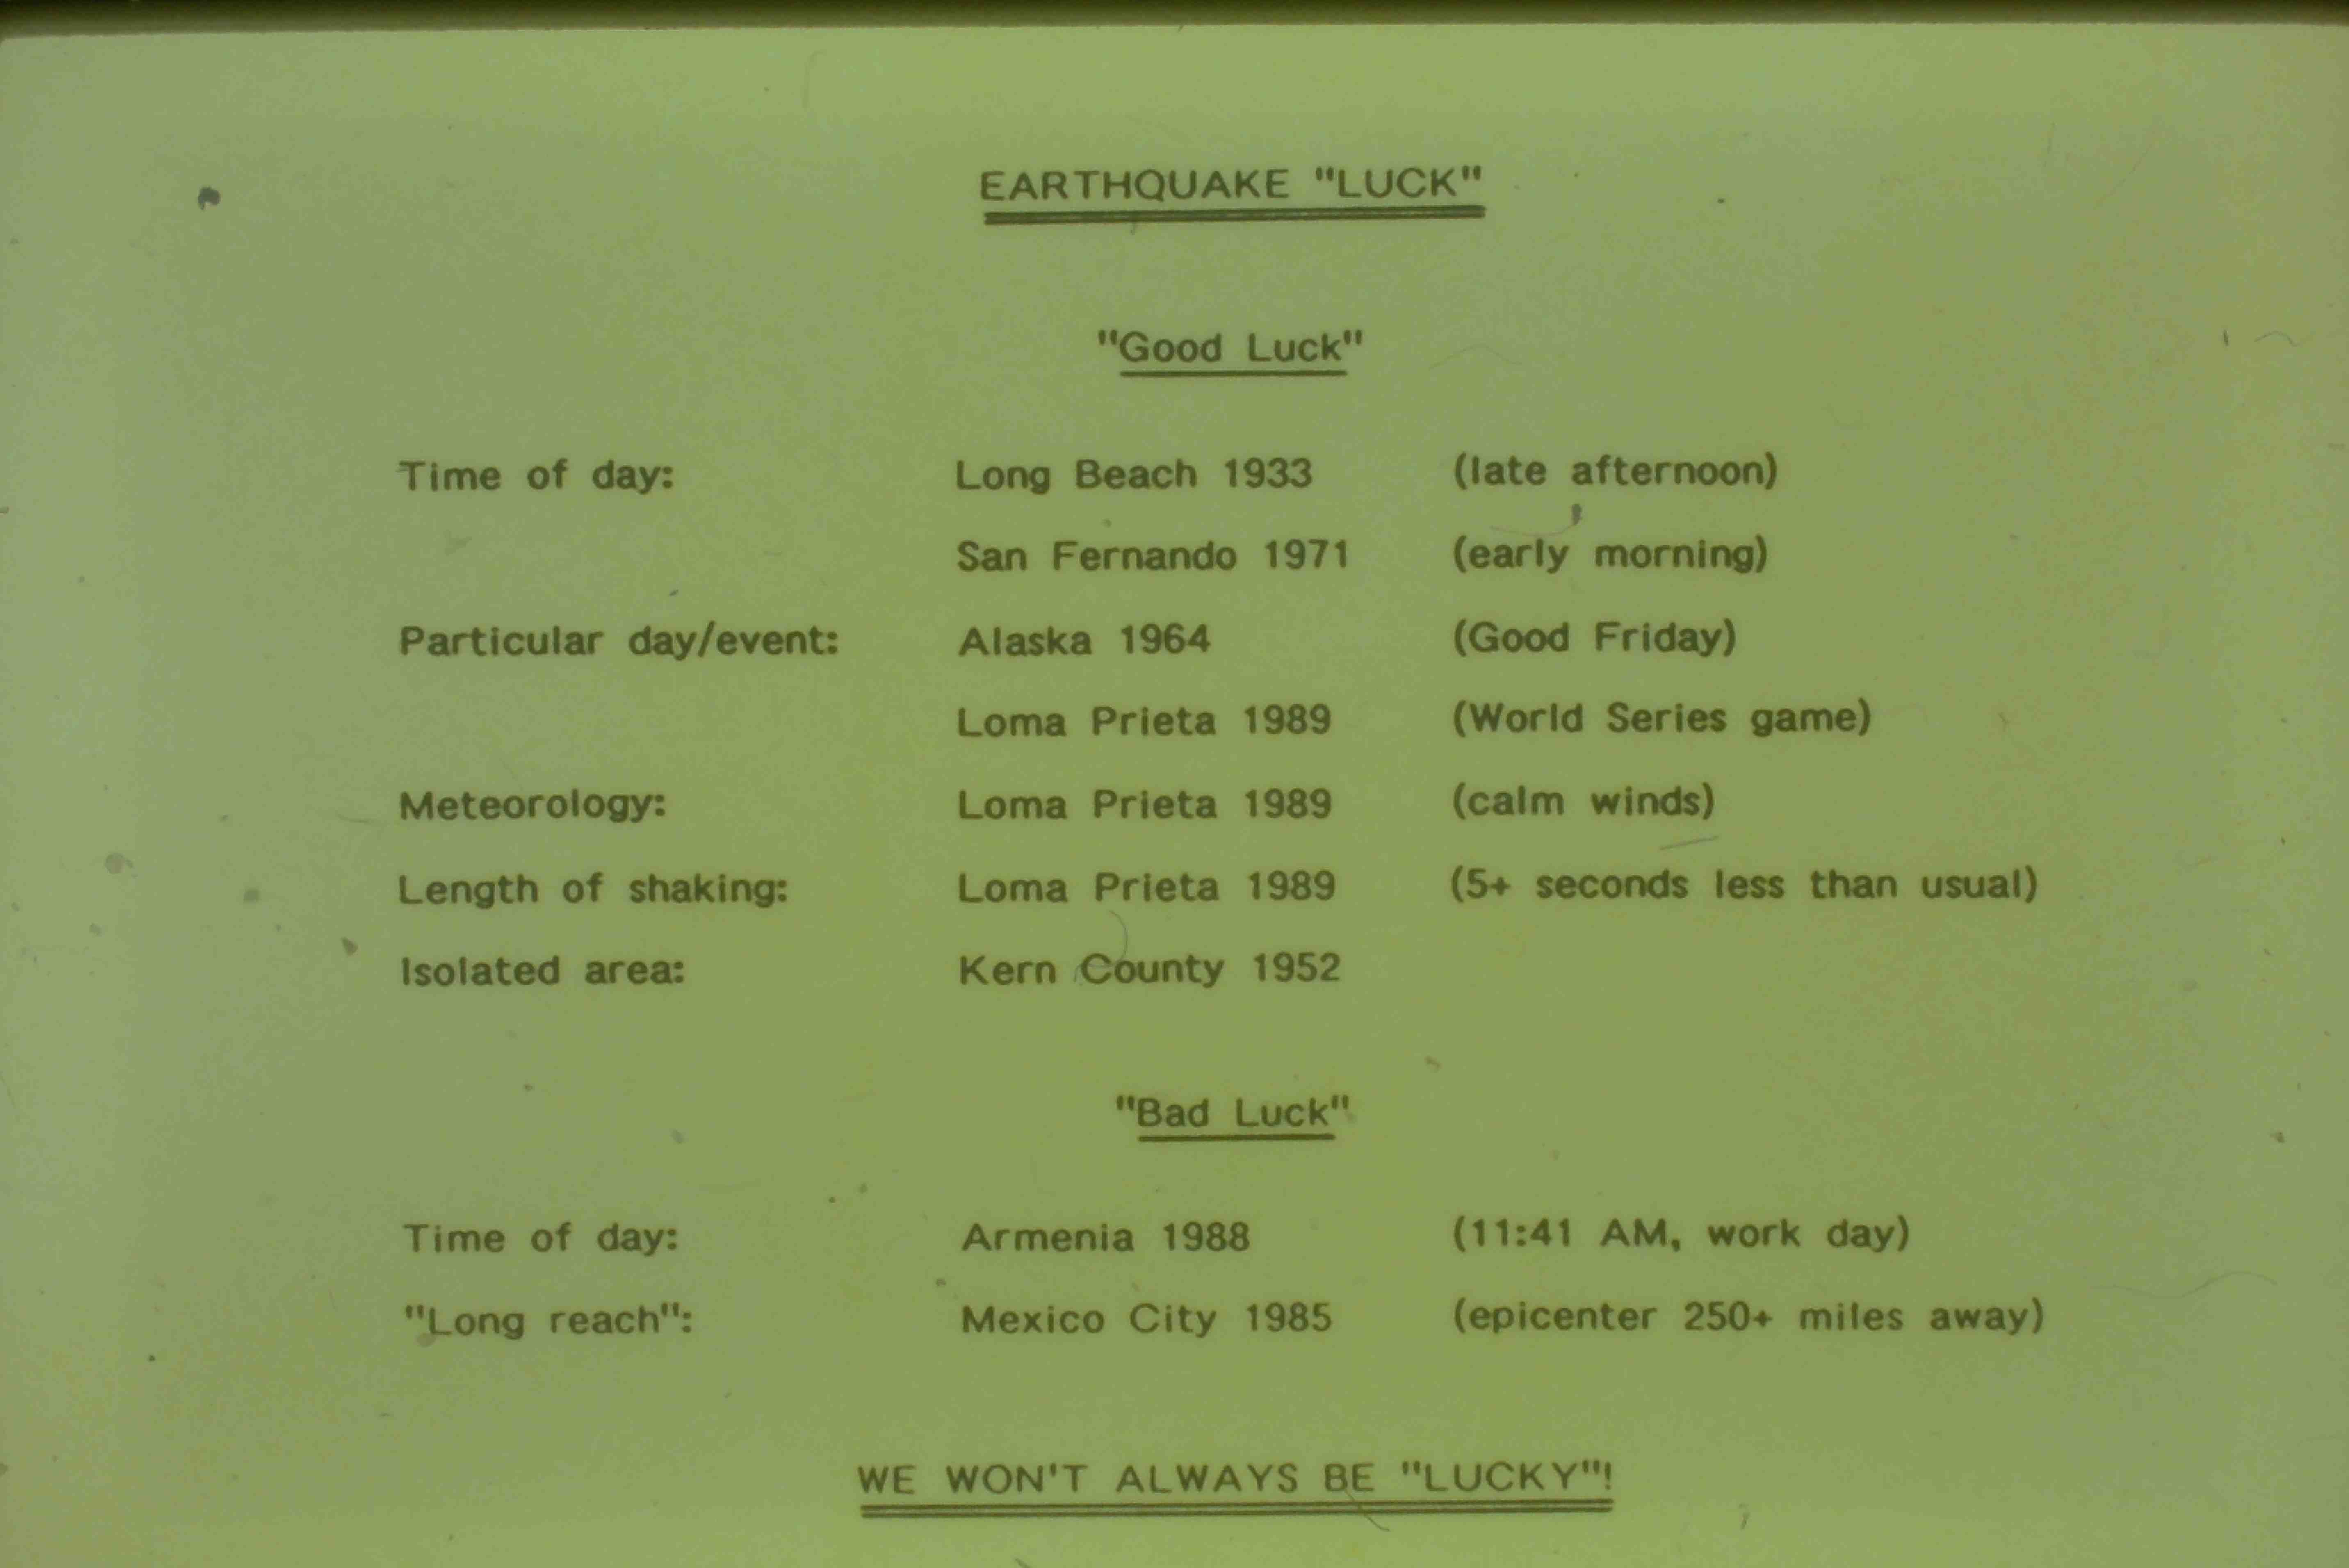 EARTHQUAKE "LUCK"
"Good Luck"
Time of day: Long Beach 1933 (late afternoon)
San Fernando 1971 (early morning)
Particular day/event: Alaska 1964 (Good Friday)
Loma Prieta 1989 (World Series game)
Meteorology: Loma Prieta 1989 (calm winds)
Length of shaking: Loma Prieta 1989 (5+ seconds less than usual)
Isolated area: Kern County 1952
"Bad Luck"
Time of day: Armenia 1988 (11:41 AM, work day)
"Long reach": Mexico City 1985 (epicenter 250+ miles away)
WE WON'T ALWAYS BE "LUCKY"!